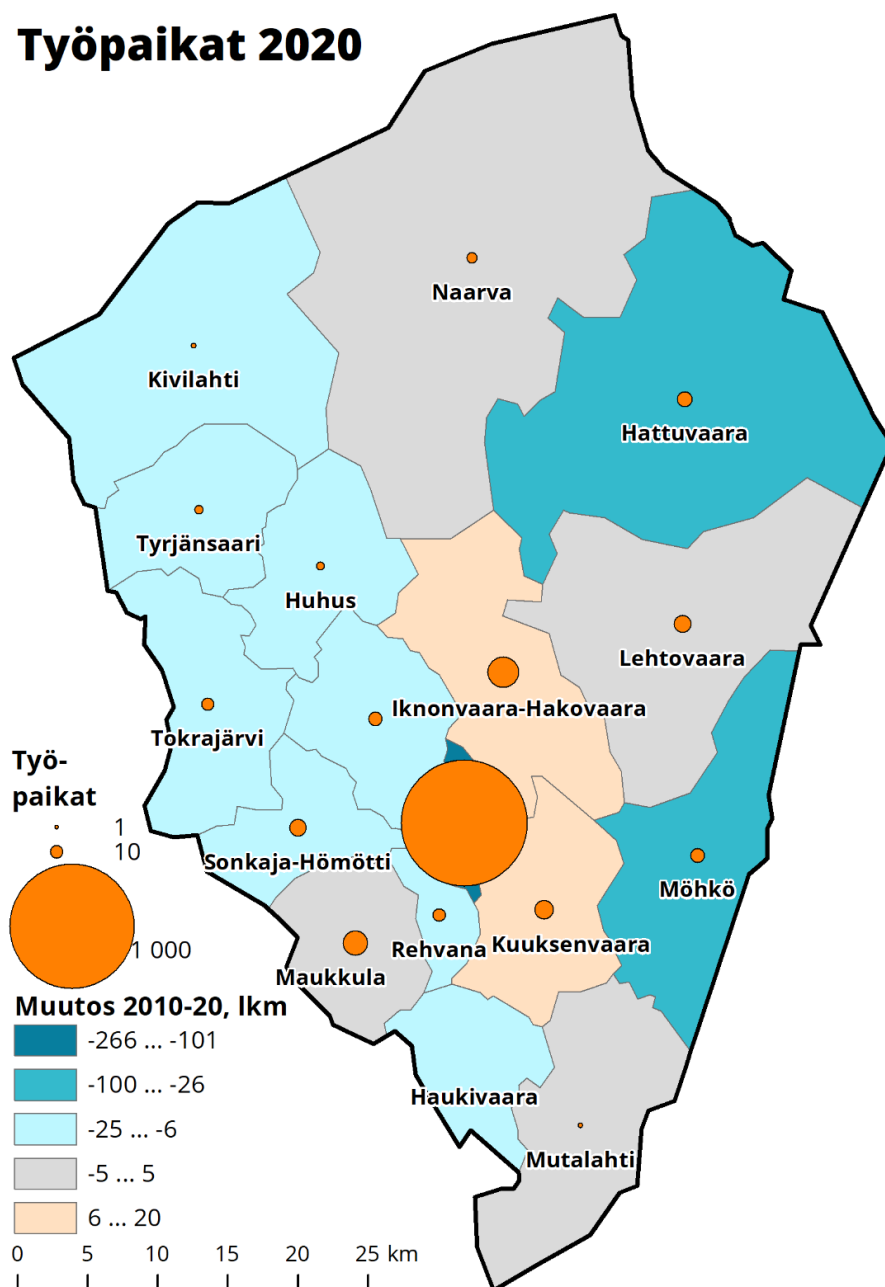 Työpaikat 2020
Naarva
Kivilahti
Hattuvaara
Tyrjänsaari
Huhus
Lehtovaara
Iknonvaara-Hakovaara
Tokrajärvi
Työ-
paikat
1
10
1 000
Sonkaja-Hömötti
Möhkö
Rehvana
Kuuksenvaara
Maukkula
Haukivaara
Mutalahti
Muutos 2010-20, lkm
-266 ... -101
-100 ... -26
-25 ... -6
-5 ... 5
6 ... 20
0 5 10 15 20 25 km